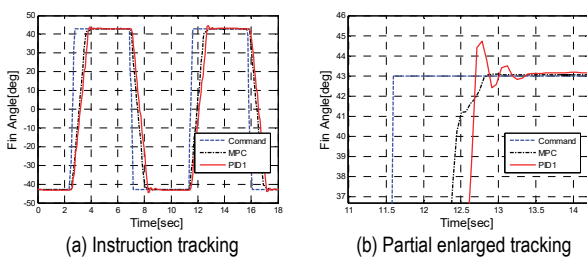 50
40
30
20
10
0
-10
-20
-30
-40
-50
Fin Angle[deg]
Command
MPC
PID1
0 2 4 6 8 10 12 14 16 18
Time[sec]
(a) Instruction tracking
46
45
44
43
42
41
40
39
38
37
Fin Angle[deg]
Command
MPC
PID1
11 11.5 12 12.5 13 13.5 14
Time[sec]
(b) Partial enlarged tracking